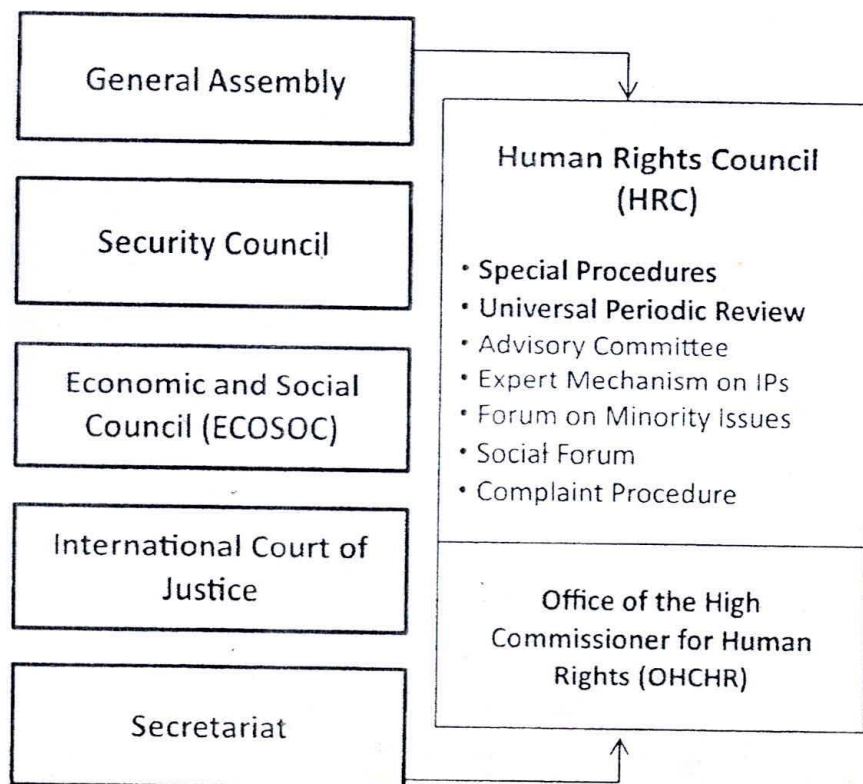 General Assembly
Security Council
Economic and Social
Council (ECOSOC)
International Court of
Justice
Secretariat
Human Rights Council
(HRC)
• Special Procedures
• Universal Periodic Review
• Advisory Committee
• Expert Mechanism on IPs
• Forum on Minority Issues
• Social Forum
• Complaint Procedure
Office of the High
Commissioner for Human
Rights (OHCHR)